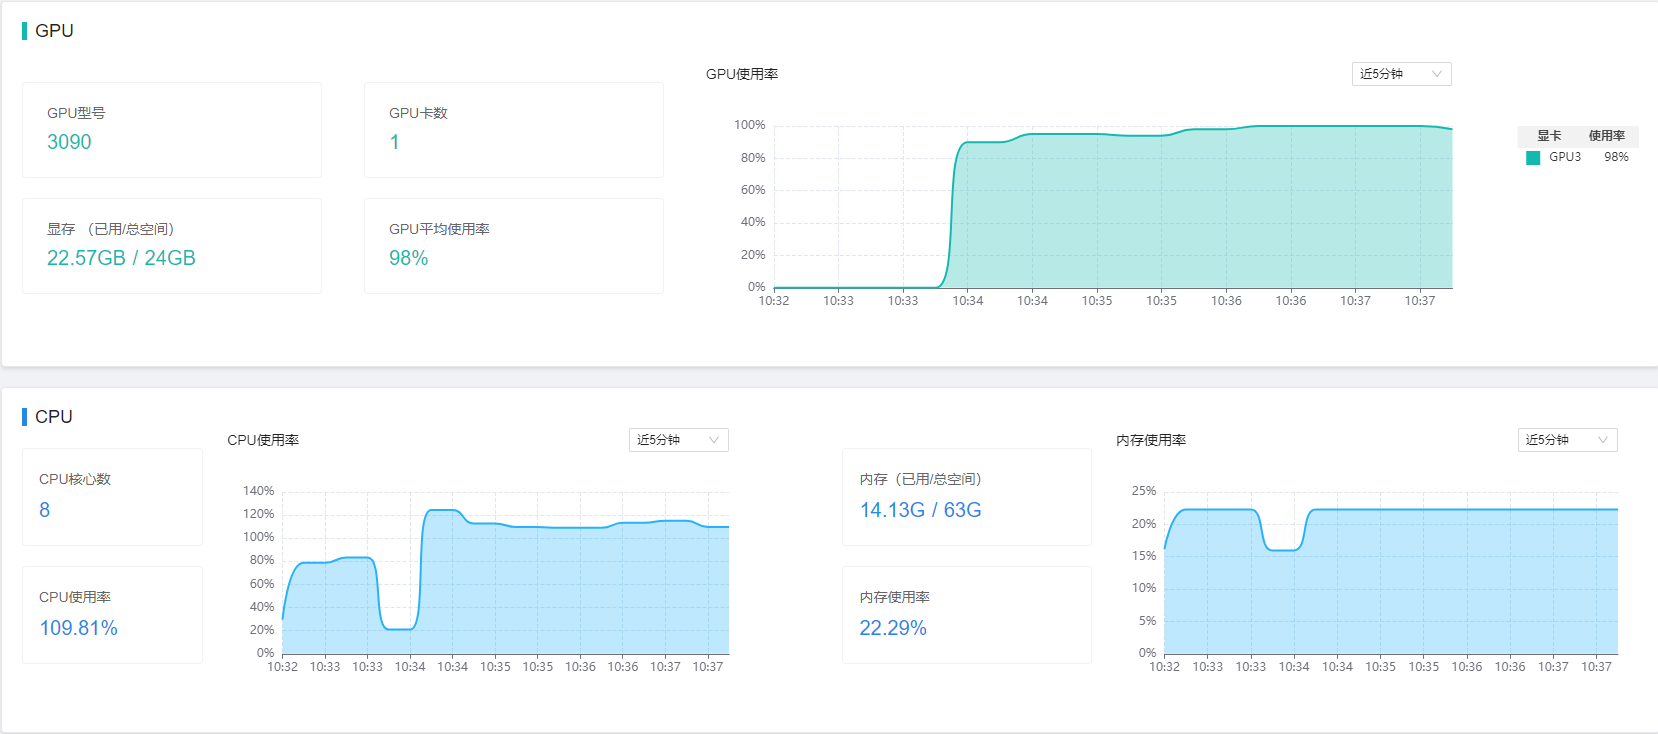 GPU
GPU型号
3090
GPU卡数
1
显存 （已用/总空间）
22.57GB / 24GB
GPU平均使用率
98%
GPU使用率
近5分钟
100%
80%
60%
40%
20%
0%
10:32 10:33 10:33 10:34 10:34 10:35 10:35 10:36 10:36 10:37 10:37
显卡 使用率
GPU3 98%
CPU
CPU核心数
8
CPU使用率
109.81%
CPU使用率
近5分钟
140%
120%
100%
80%
60%
40%
20%
0%
10:32 10:33 10:33 10:34 10:34 10:35 10:35 10:36 10:36 10:37 10:37
内存（已用/总空间）
14.13G / 63G
内存使用率
22.29%
内存使用率
近5分钟
25%
20%
15%
10%
5%
0%
10:32 10:33 10:33 10:34 10:34 10:35 10:35 10:36 10:36 10:37 10:37